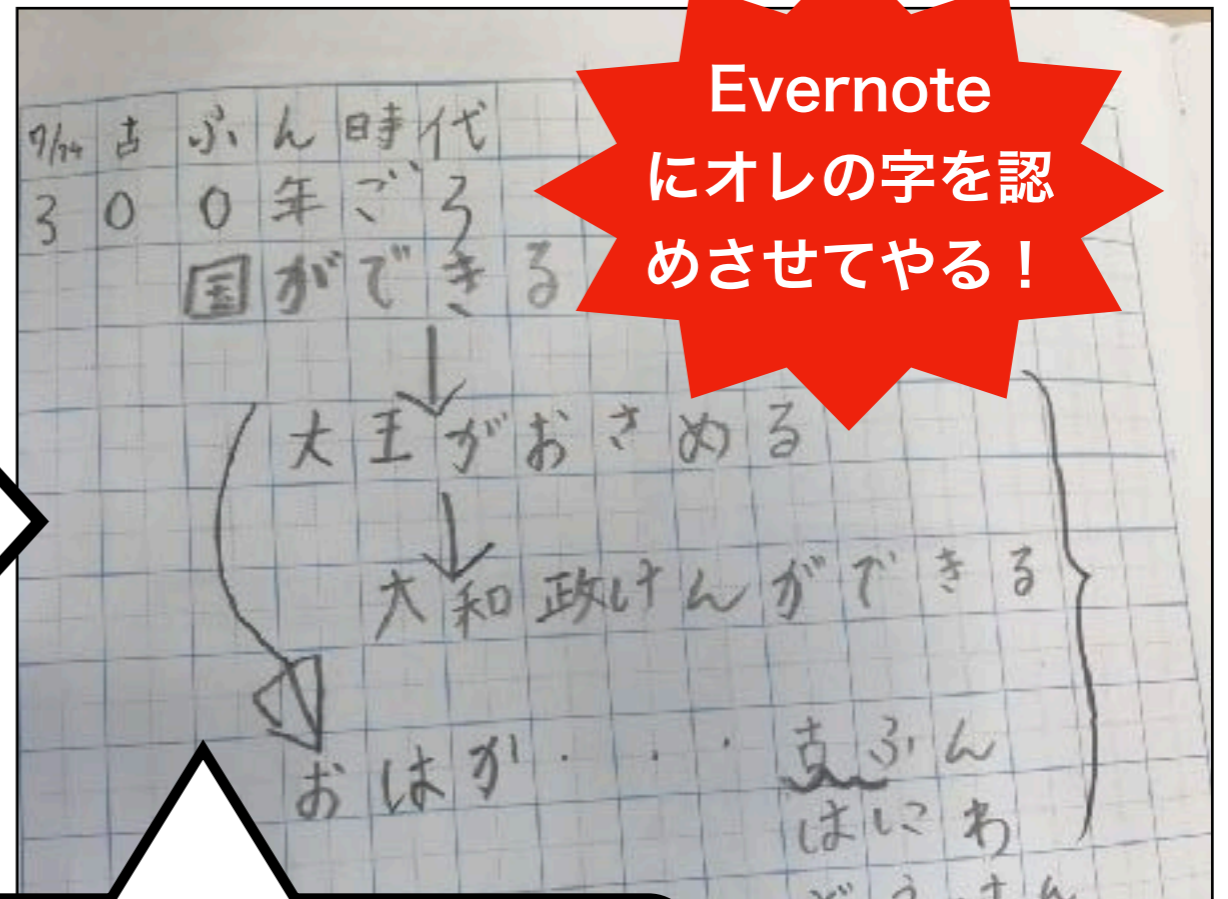 Evernote
にオレの字を認
めさせてやる！
7/24 古ぶん時代
300年ごろ
国ができる
大王がおさめる
大和政けんができる
おはか・・・古ふん
はにわ